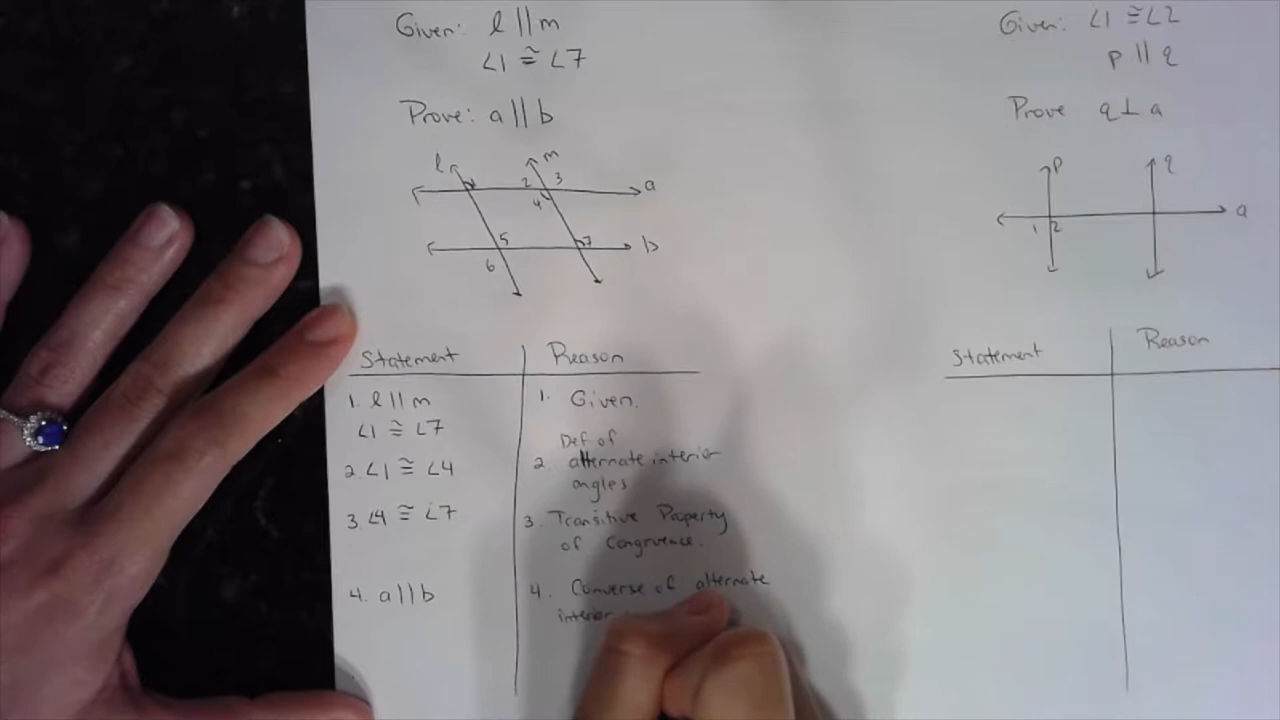 Given: l || m
∠1 ≅ ∠7
Prove: a || b
l
m
2
3
a
4
5
7
b
6
Statement
Reason
1. l || m
∠1 ≅ ∠7
1. Given.
2. ∠1 ≅ ∠4
Def of
2. alternate interior
angles
3. ∠4 ≅ ∠7
3. Transitive Property
of Congruence.
4. a || b
4. Converse of alternate
interior
Given: ∠1 ≅ ∠2
p || q
Prove q ⊥ a
p
q
a
1
2
Statement
Reason